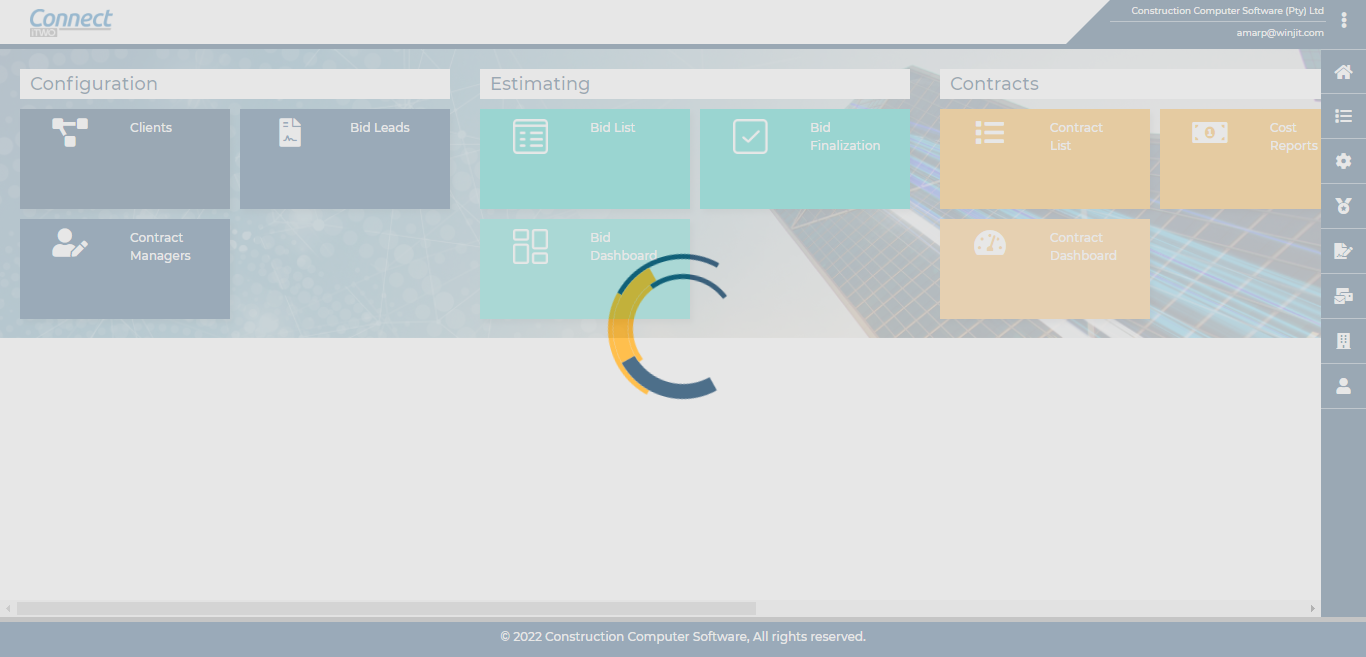 Connect
iTWO
Construction Computer Software (Pty) Ltd
amarp@winjit.com
Configuration
Clients
Bid Leads
Contract
Managers
Estimating
Bid List
Bid
Finalization
Bid
Dashboard
Contracts
Contract
List
Cost
Reports
Contract
Dashboard
© 2022 Construction Computer Software, All rights reserved.